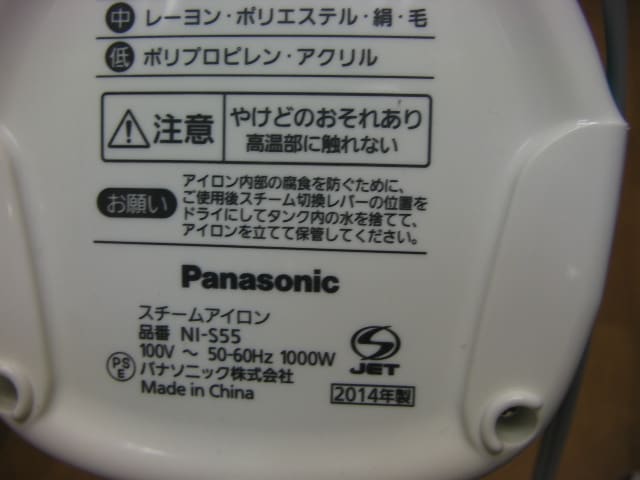 中 レーヨン・ポリエステル・絹・毛
低 ポリプロピレン・アクリル
注意 やけどのおそれあり
高温部に触れない
お願い アイロン内部の腐食を防ぐために、
ご使用後スチーム切換レバーの位置を
ドライにしてタンク内の水を捨てて、
アイロンを立てて保管してください。
Panasonic
スチームアイロン
品番 NI-S55
100V ～ 50-60Hz 1000W
PSE パナソニック株式会社
Made in China
S JET
2014年製